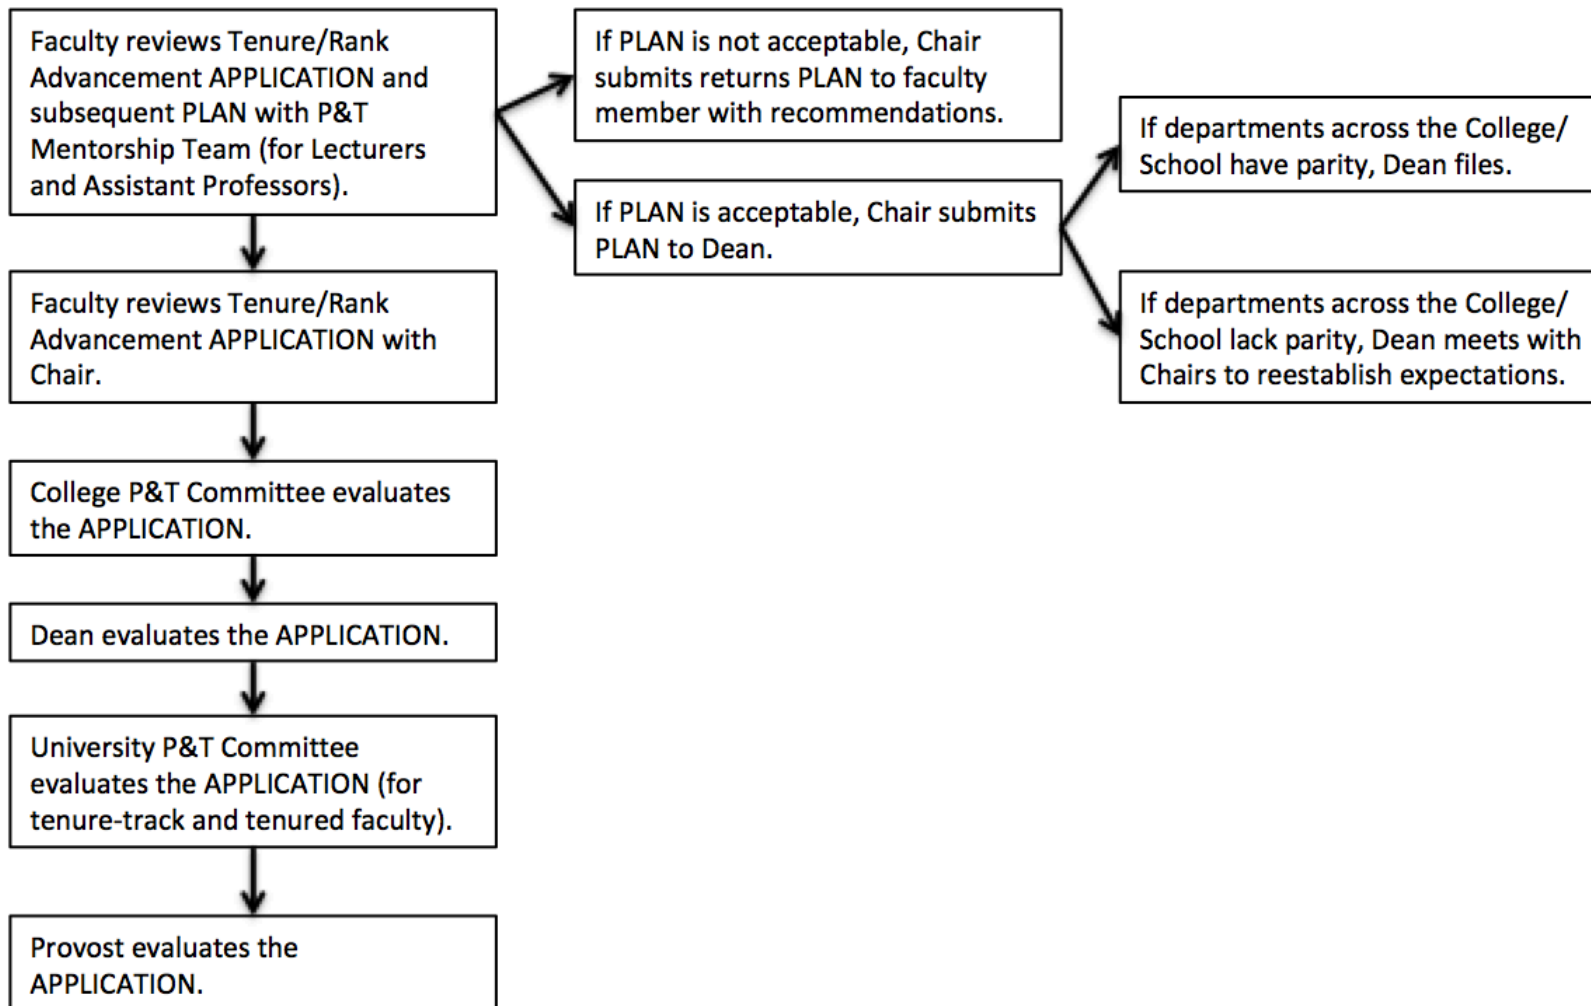 Faculty reviews Tenure/Rank
Advancement APPLICATION and
subsequent PLAN with P&T
Mentorship Team (for Lecturers
and Assistant Professors).
If PLAN is not acceptable, Chair
submits returns PLAN to faculty
member with recommendations.
If PLAN is acceptable, Chair submits
PLAN to Dean.
If departments across the College/
School have parity, Dean files.
If departments across the College/
School lack parity, Dean meets with
Chairs to reestablish expectations.
Faculty reviews Tenure/Rank
Advancement APPLICATION with
Chair.
College P&T Committee evaluates
the APPLICATION.
Dean evaluates the APPLICATION.
University P&T Committee
evaluates the APPLICATION (for
tenure-track and tenured faculty).
Provost evaluates the
APPLICATION.